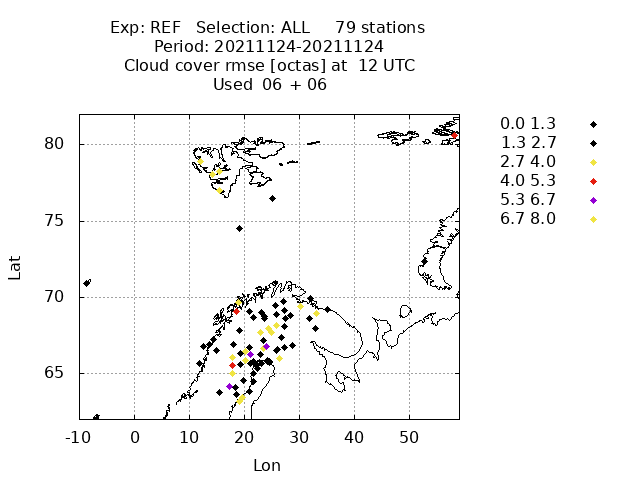 Exp: REF Selection: ALL 79 stations
Period: 20211124-20211124
Cloud cover rmse [octas] at 12 UTC
Used 06 + 06
0.0 1.3
1.3 2.7
2.7 4.0
4.0 5.3
5.3 6.7
6.7 8.0
80
75
70
65
Lat
-10 0 10 20 30 40 50
Lon